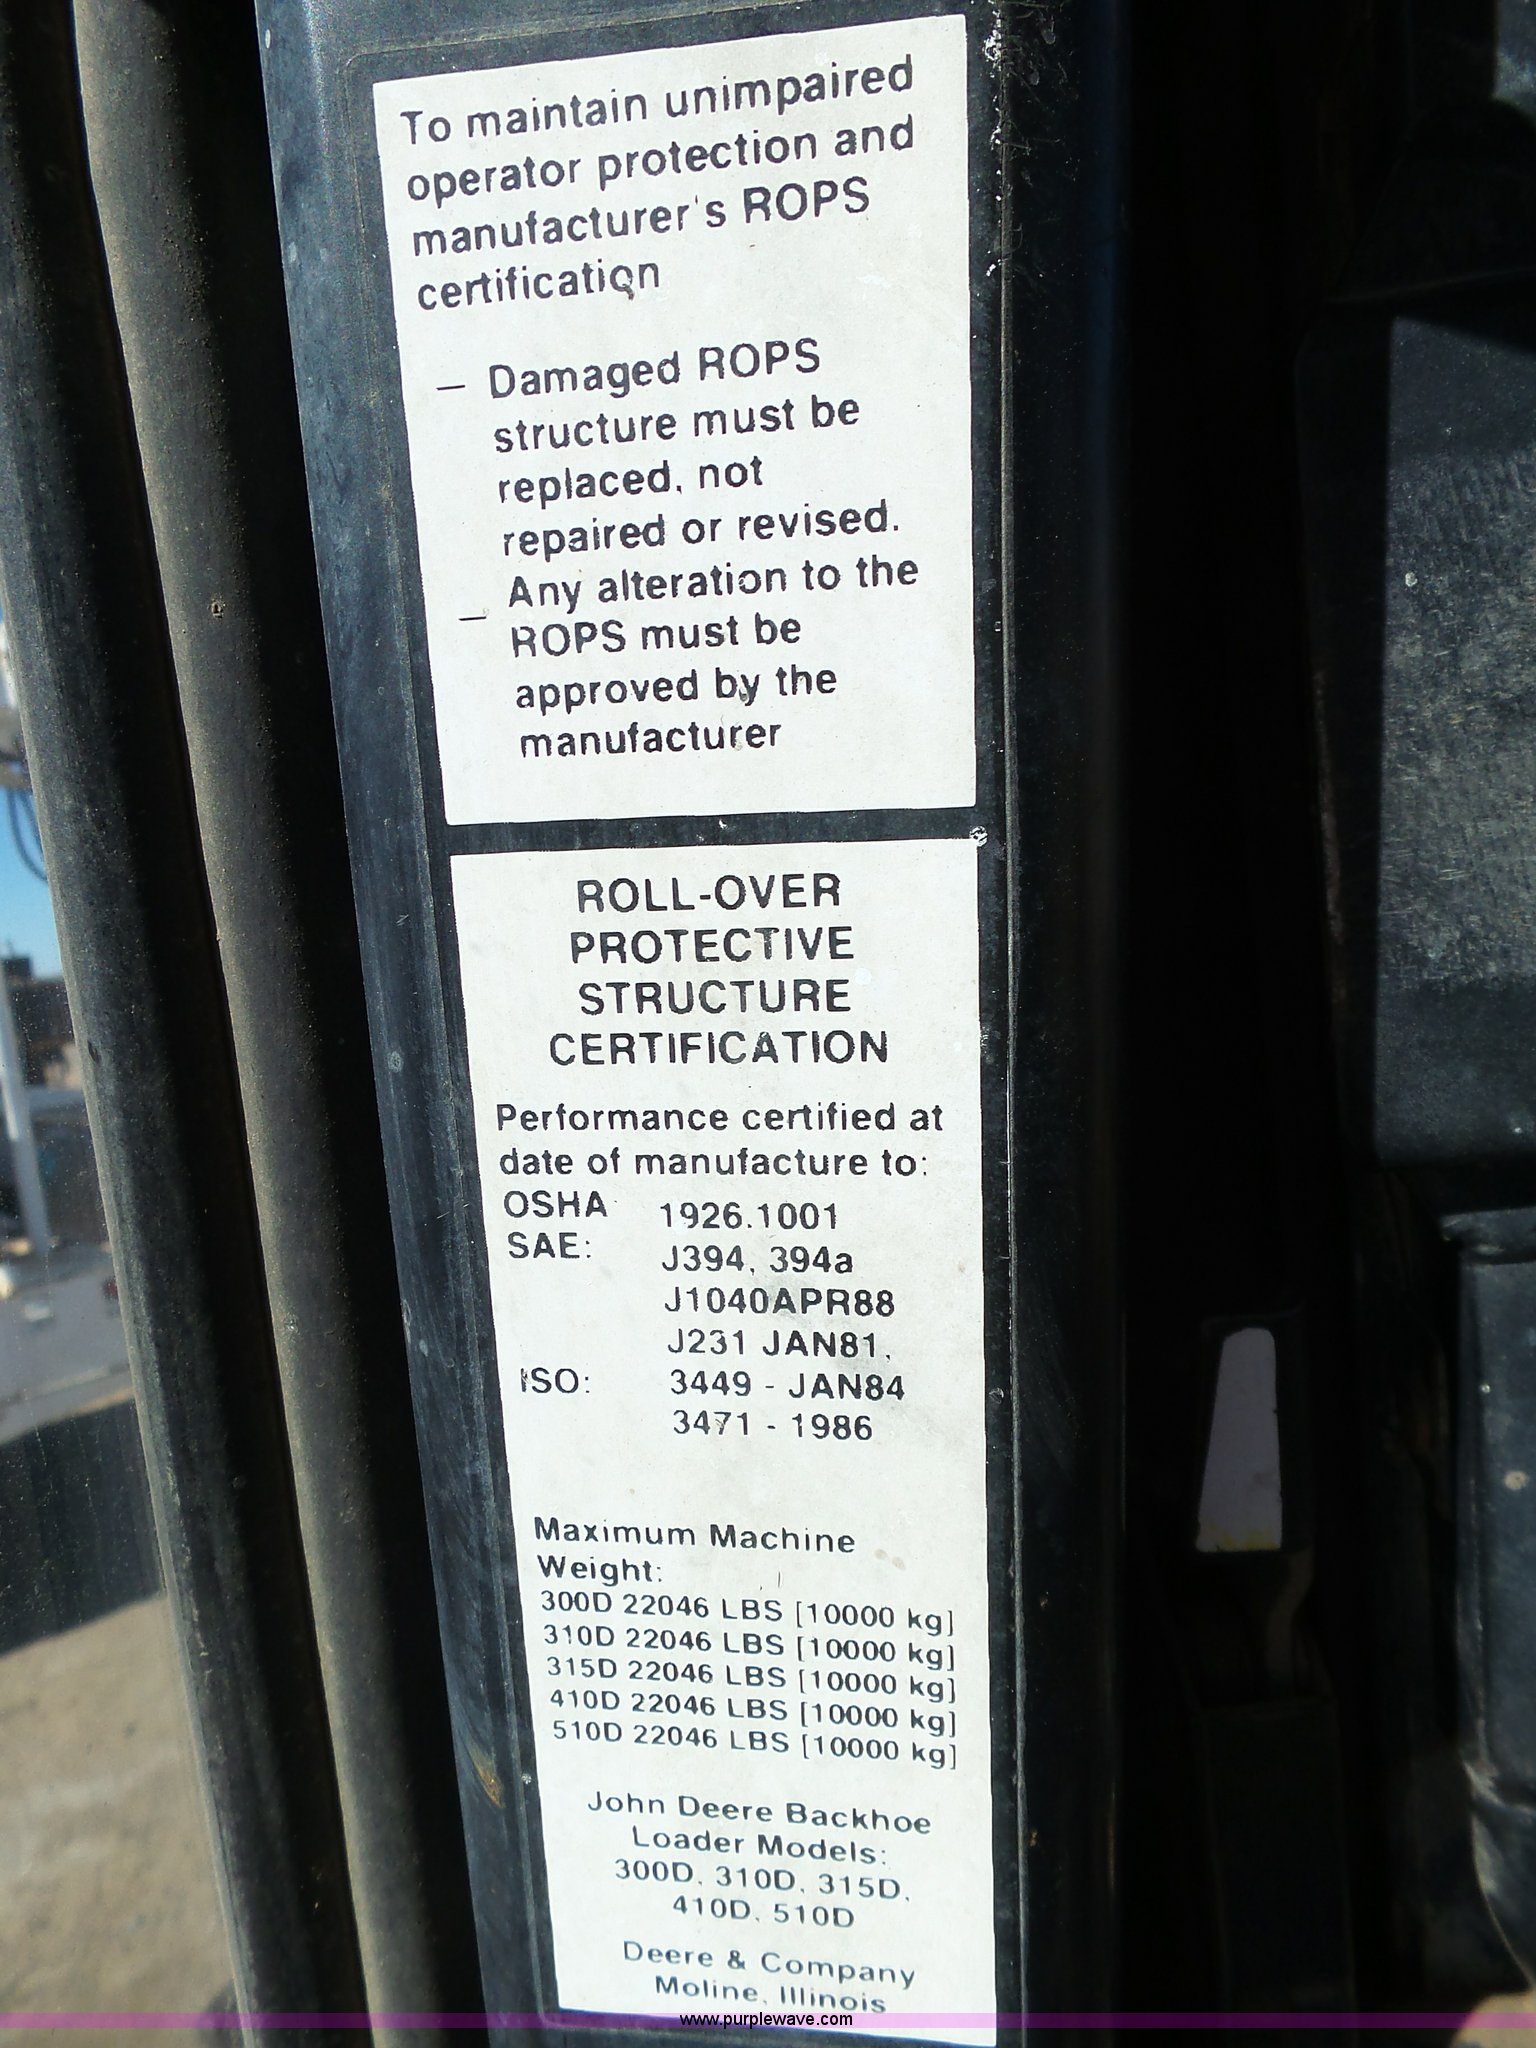 To maintain unimpaired
operator protection and
manufacturer's ROPS
certification
– Damaged ROPS
structure must be
replaced, not
repaired or revised.
– Any alteration to the
ROPS must be
approved by the
manufacturer
ROLL-OVER
PROTECTIVE
STRUCTURE
CERTIFICATION
Performance certified at
date of manufacture to:
OSHA 1926.1001
SAE: J394, 394a
J1040APR88
J231 JAN81,
ISO: 3449 - JAN84
3471 - 1986
Maximum Machine
Weight:
300D 22046 LBS [10000 kg]
310D 22046 LBS [10000 kg]
315D 22046 LBS [10000 kg]
410D 22046 LBS [10000 kg]
510D 22046 LBS [10000 kg]
John Deere Backhoe
Loader Models:
300D, 310D, 315D,
410D, 510D
Deere & Company
Moline, Illinois
www.purplewave.com